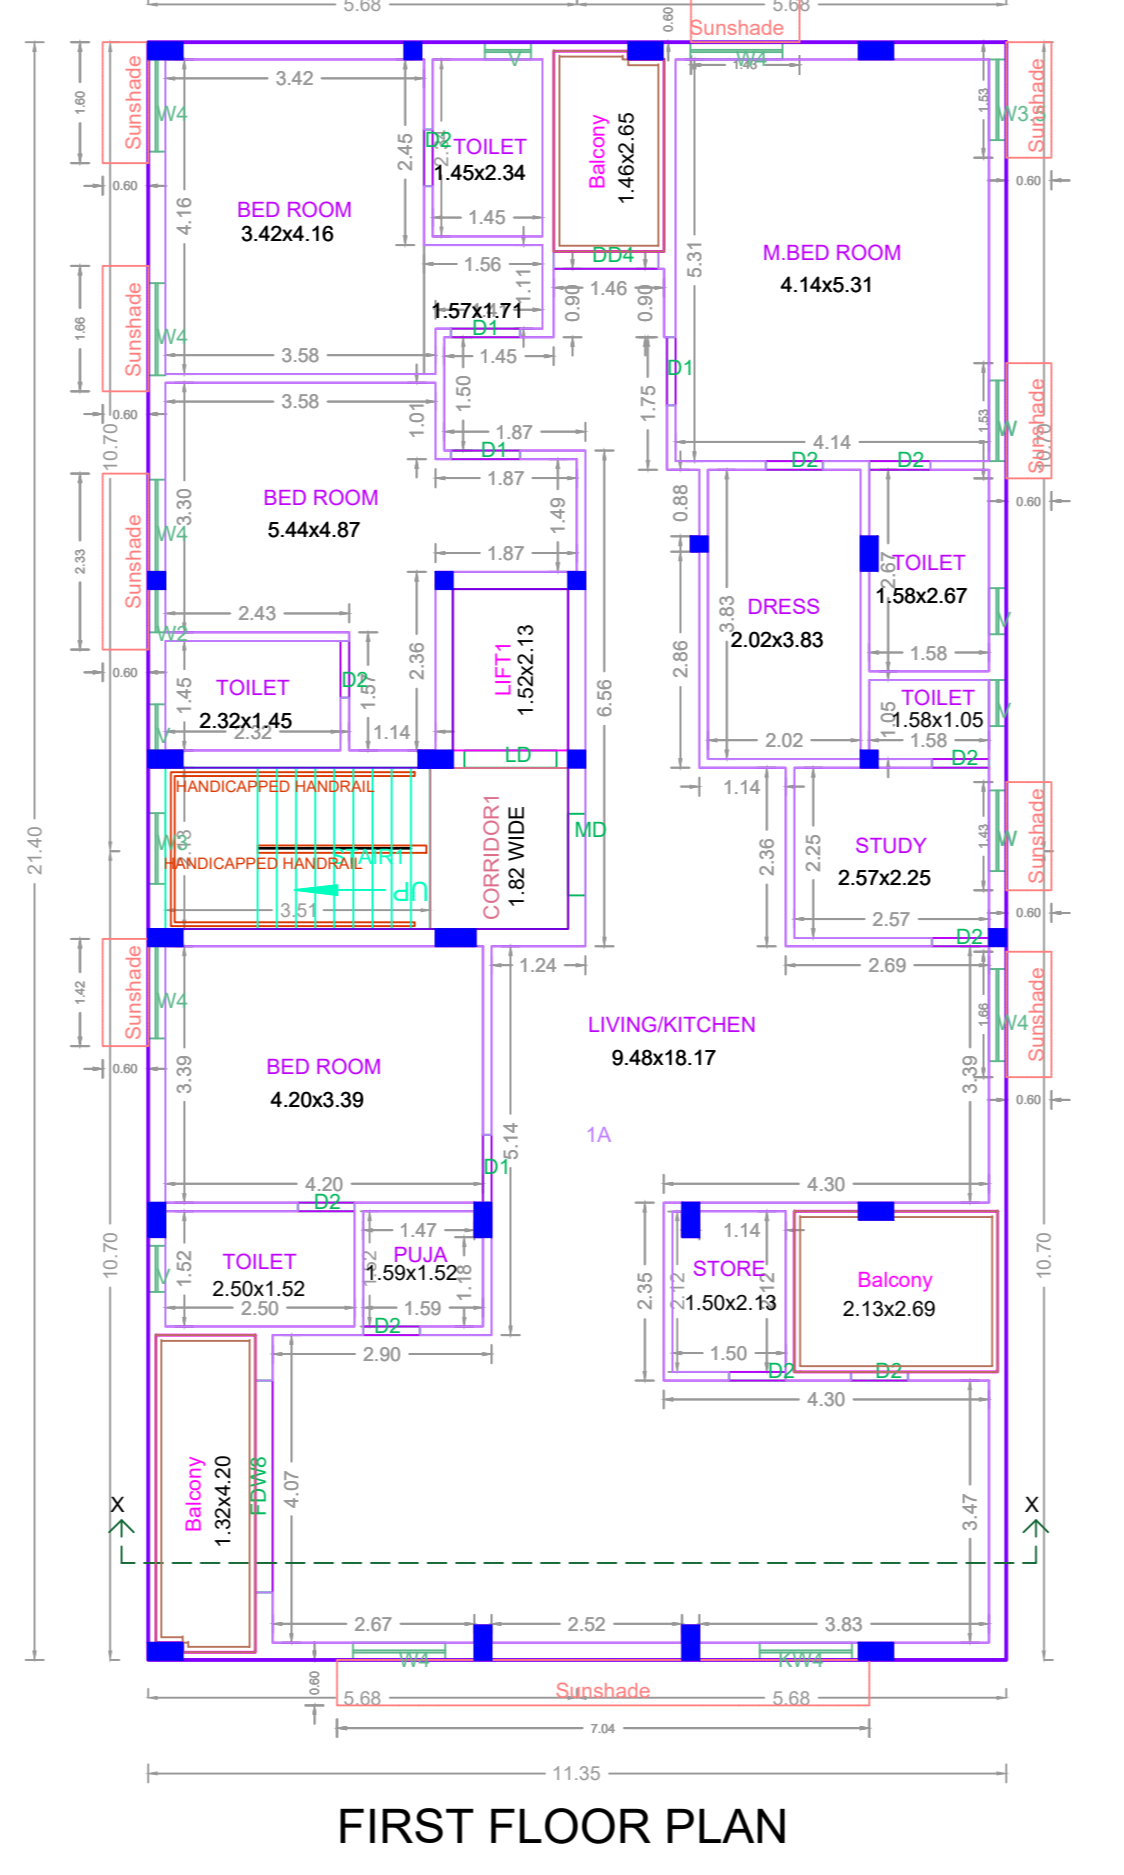 5.68
5.68
0.60
Sunshade
V
W4
1.43
Sunshade
1.60
W4
3.42
2.45
D2
TOILET
1.45x2.34
1.45
Balcony
1.46x2.65
1.53
W3.5
Sunshade
0.60
0.60
4.16
BED ROOM
3.42x4.16
1.56
1.11
DD4
5.31
M.BED ROOM
4.14x5.31
1.46
0.90
0.90
1.57x1.71
D1
1.45
Sunshade
1.66
W4
3.58
3.58
0.60
10.70
1.01
1.50
1.87
D1
1.87
D1
1.75
4.14
1.53
W
Sunshade
10.70
0.60
D2
D2
Sunshade
2.33
W4
3.30
BED ROOM
5.44x4.87
1.49
1.87
0.88
2.67
TOILET
1.58x2.67
1.58
V
DRESS
2.02x3.83
3.83
2.86
2.43
W2
0.60
2.36
LIFT1
1.52x2.13
6.56
1.45
TOILET
2.32x1.45
2.32
D2
1.57
1.14
V
TOILET
1.58x1.05
1.05
1.58
V
2.02
D2
LD
1.14
HANDICAPPED HANDRAIL
W3
HANDICAPPED HANDRAIL
STAIR1
UP
3.51
CORRIDOR1
1.82 WIDE
MD
21.40
2.36
2.25
STUDY
2.57x2.25
2.57
1.43
W
Sunshade
0.60
D2
1.24
2.69
Sunshade
1.42
W4
0.60
3.39
BED ROOM
4.20x3.39
LIVING/KITCHEN
9.48x18.17
1A
1.66
W4
Sunshade
3.39
0.60
5.14
D1
4.20
D2
4.30
10.70
V
1.52
TOILET
2.50x1.52
2.50
1.47
PUJA
1.59x1.52
1.18
1.59
D2
2.90
2.35
2.12
1.14
STORE
1.50x2.13
2.12
1.50
D2
Balcony
2.13x2.69
D2
4.30
10.70
Balcony
1.32x4.20
FDW8
4.07
3.47
X
X
2.67
2.52
3.83
W4
KW4
0.60
Sunshade
5.68
5.68
7.04
11.35
FIRST FLOOR PLAN